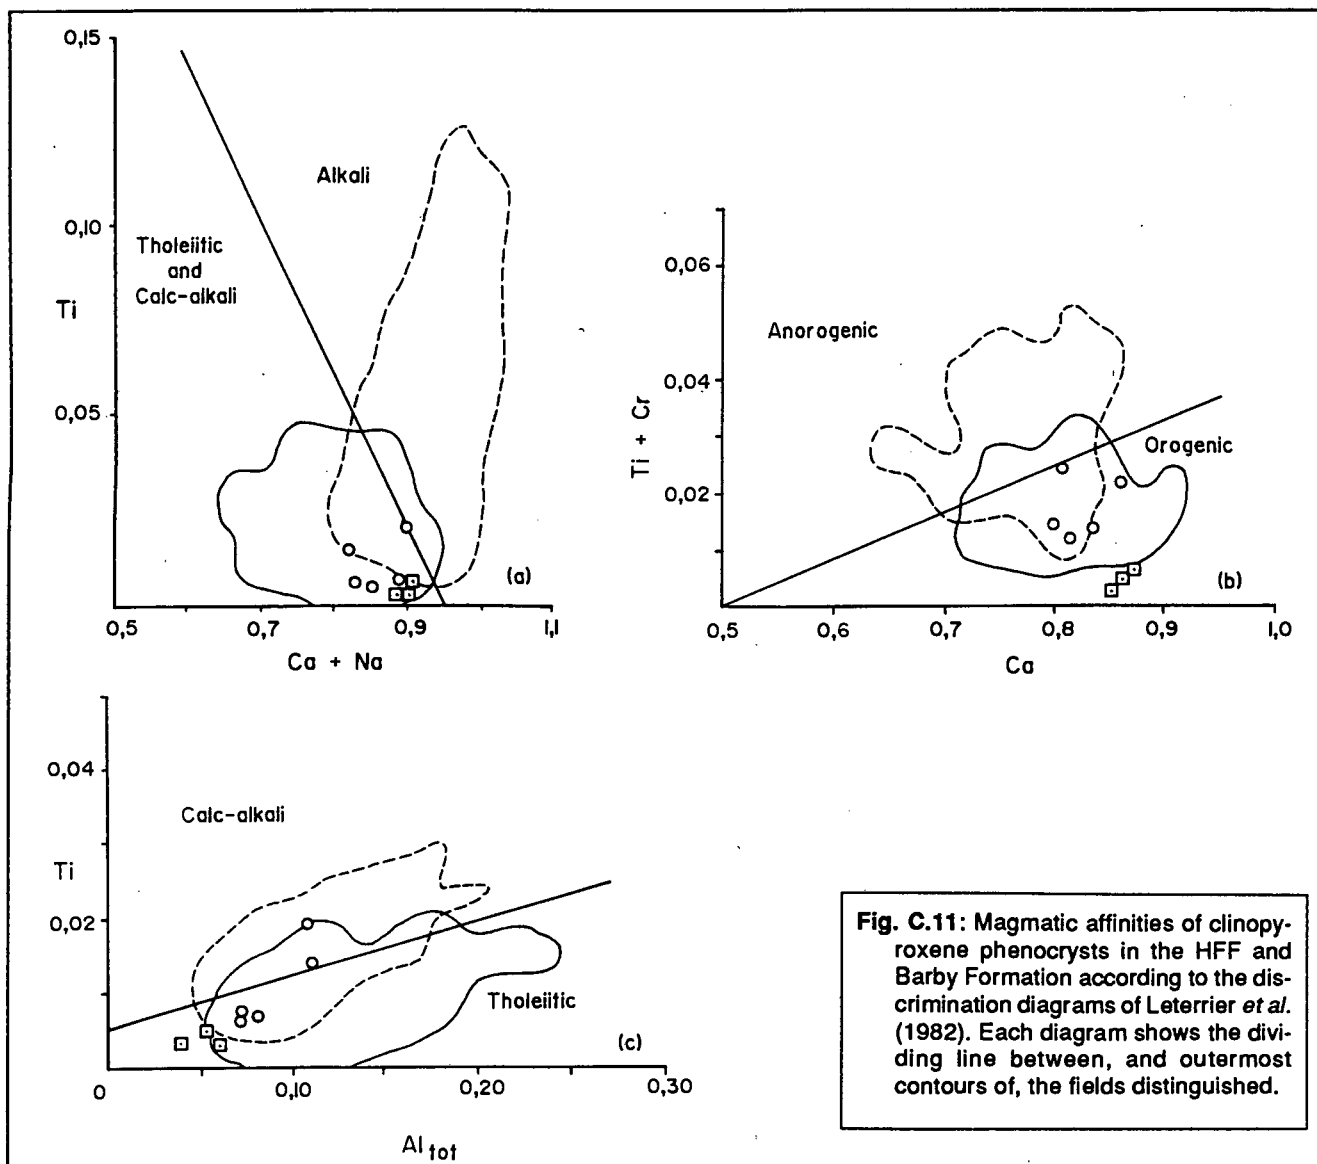 0,15
Alkali
0,10
Tholeiitic
and
Calc-alkali
Ti
0,05
(a)
0,5
0,7
0,9
1,1
Ca + Na
0,06
Anorogenic
0,04
Ti + Cr
Orogenic
0,02
(b)
0,5
0,6
0,7
0,8
0,9
1,0
Ca
0,04
Calc-alkali
Ti
0,02
Tholeiitic
(c)
0
0,10
0,20
0,30
Al tot
Fig. C.11: Magmatic affinities of clinopy-
roxene phenocrysts in the HFF and
Barby Formation according to the dis-
crimination diagrams of Leterrier et al.
(1982). Each diagram shows the divi-
ding line between, and outermost
contours of, the fields distinguished.